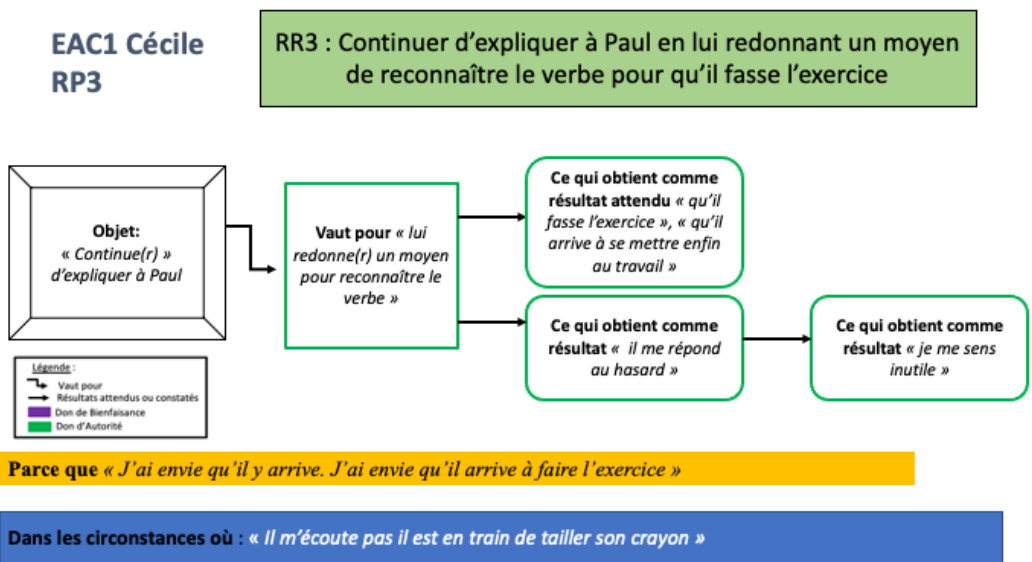 EAC1 Cécile
RP3
RR3 : Continuer d’expliquer à Paul en lui redonnant un moyen
de reconnaître le verbe pour qu’il fasse l’exercice
Objet:
« Continue(r) »
d’expliquer à Paul
Vaut pour « lui
redonne(r) un moyen
pour reconnaître le
verbe »
Ce qui obtient comme
résultat attendu « qu’il
fasse l’exercice », « qu’il
arrive à se mettre enfin
au travail »
Ce qui obtient comme
résultat « il me répond
au hasard »
Ce qui obtient comme
résultat « je me sens
inutile »
Légende :
Vaut pour
Résultats attendus ou constatés
Don de Bienfaisance
Don d’Autorité
Parce que « J’ai envie qu’il y arrive. J’ai envie qu’il arrive à faire l’exercice »
Dans les circonstances où : « Il m’écoute pas il est en train de tailler son crayon »